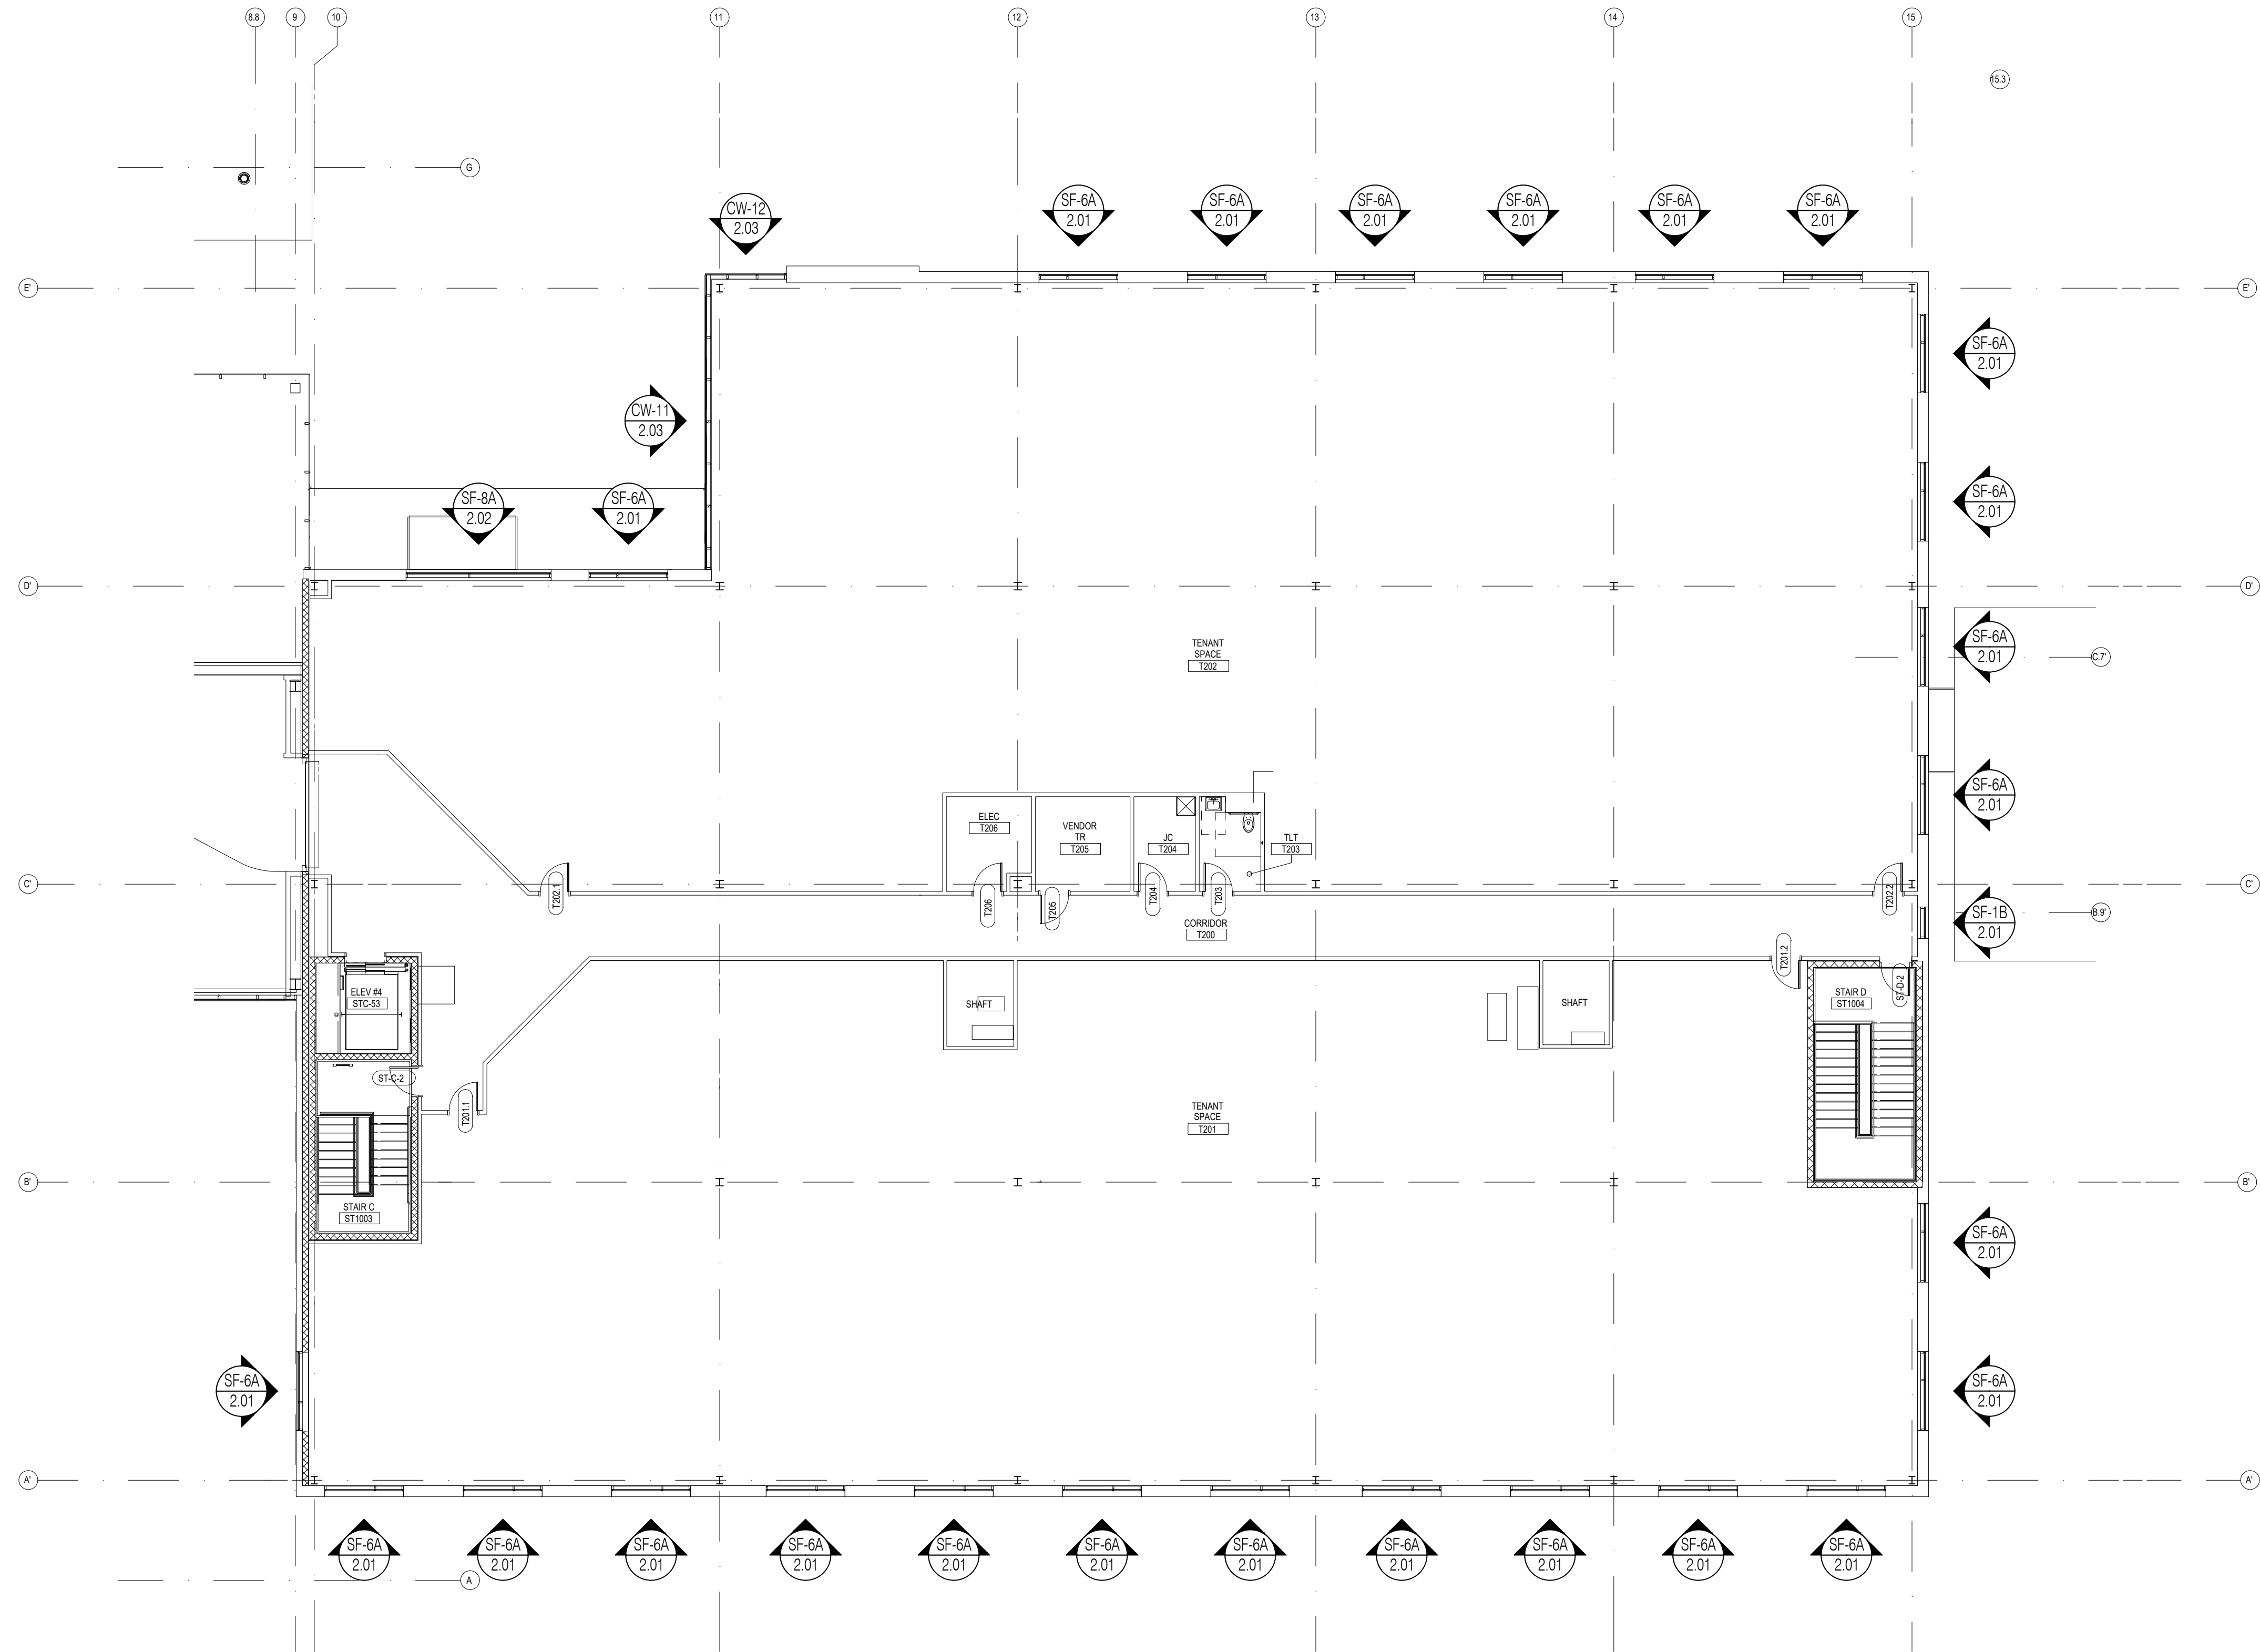 8.8
9
10
11
12
13
14
15
15.3
G
CW-12
2.03
SF-6A
2.01
SF-6A
2.01
SF-6A
2.01
SF-6A
2.01
SF-6A
2.01
SF-6A
2.01
E'
E'
SF-6A
2.01
CW-11
2.03
SF-8A
2.02
SF-6A
2.01
SF-6A
2.01
D'
D'
TENANT
SPACE
T202
SF-6A
2.01
C.7'
SF-6A
2.01
ELEC
T206
VENDOR
TR
T205
JC
T204
TLT
T203
C'
C'
T202.1
T206
T205
T204
T203
T202.2
CORRIDOR
T200
SF-1B
2.01
B.9'
T201.2
ELEV #4
STC-53
SHAFT
SHAFT
STAIR D
ST1004
ST-D-2
ST-C-2
T201.1
TENANT
SPACE
T201
B'
B'
STAIR C
ST1003
SF-6A
2.01
SF-6A
2.01
SF-6A
2.01
A'
A'
SF-6A
2.01
SF-6A
2.01
SF-6A
2.01
SF-6A
2.01
SF-6A
2.01
SF-6A
2.01
SF-6A
2.01
SF-6A
2.01
SF-6A
2.01
SF-6A
2.01
SF-6A
2.01
A